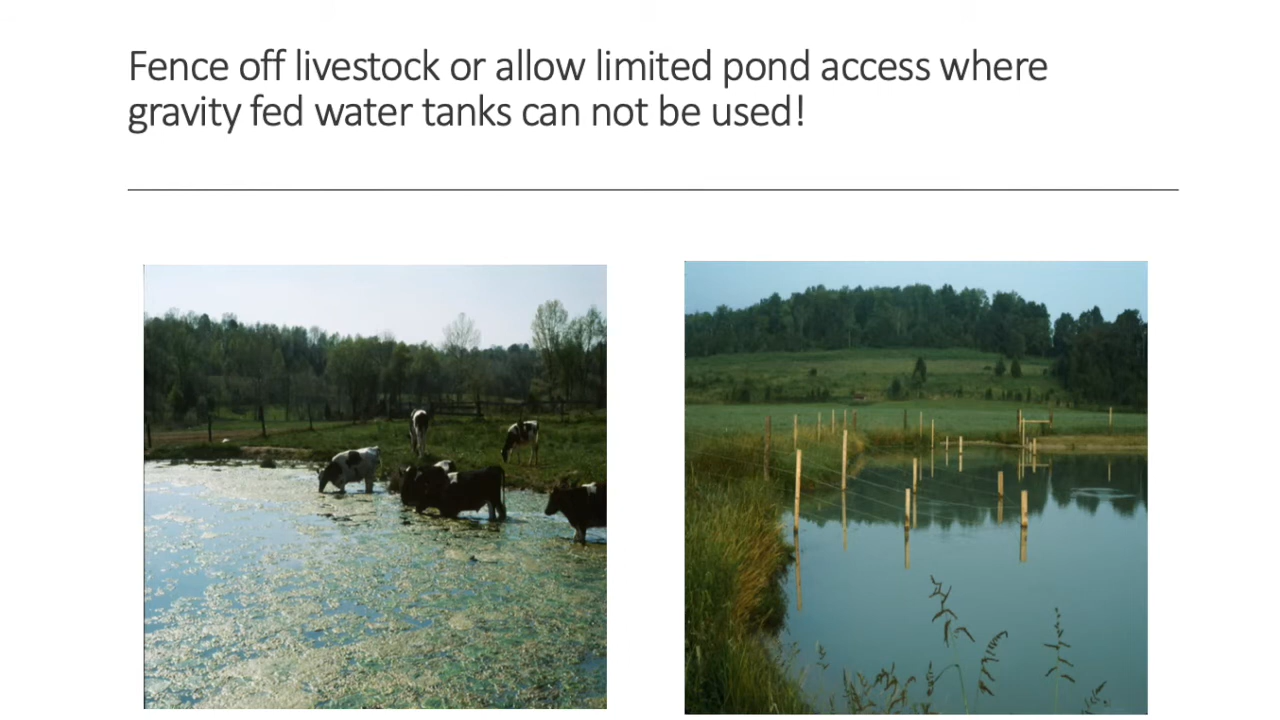 Fence off livestock or allow limited pond access where
gravity fed water tanks can not be used!